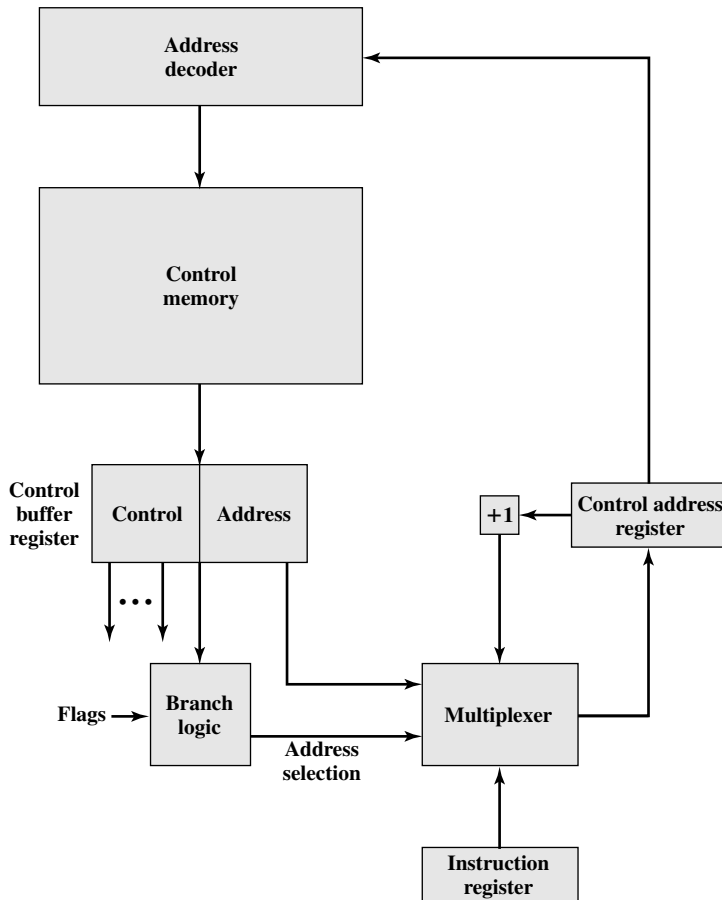 Address
decoder
Control
memory
Control
buffer
register
Control
Address
+1
Control address
register
Flags
Branch
logic
Address
selection
Multiplexer
Instruction
register